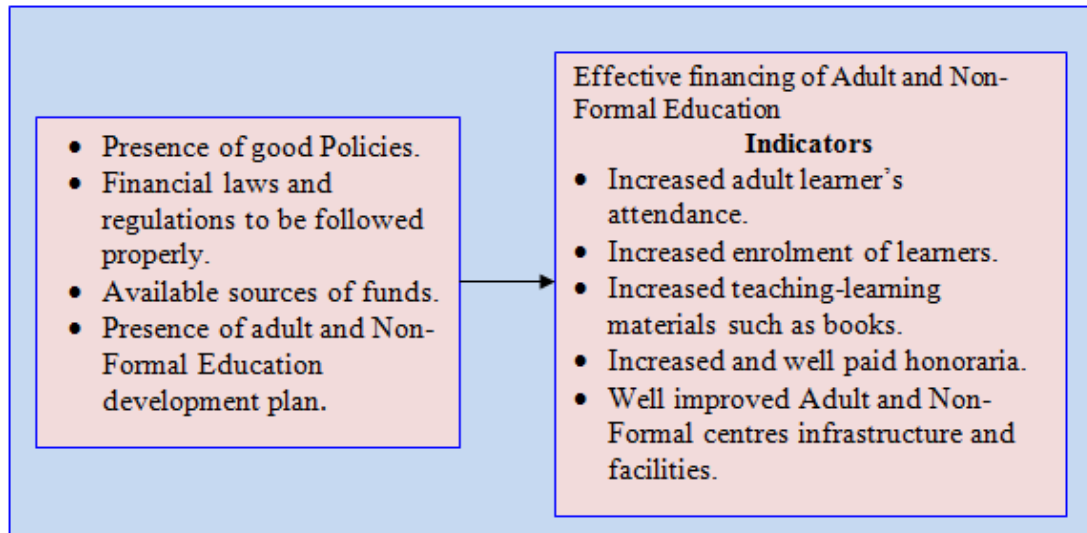 • Presence of good Policies.
• Financial laws and
regulations to be followed
properly.
• Available sources of funds.
• Presence of adult and Non-
Formal Education
development plan.
Effective financing of Adult and Non-
Formal Education
Indicators
• Increased adult learner’s
attendance.
• Increased enrolment of learners.
• Increased teaching-learning
materials such as books.
• Increased and well paid honoraria.
• Well improved Adult and Non-
Formal centres infrastructure and
facilities.